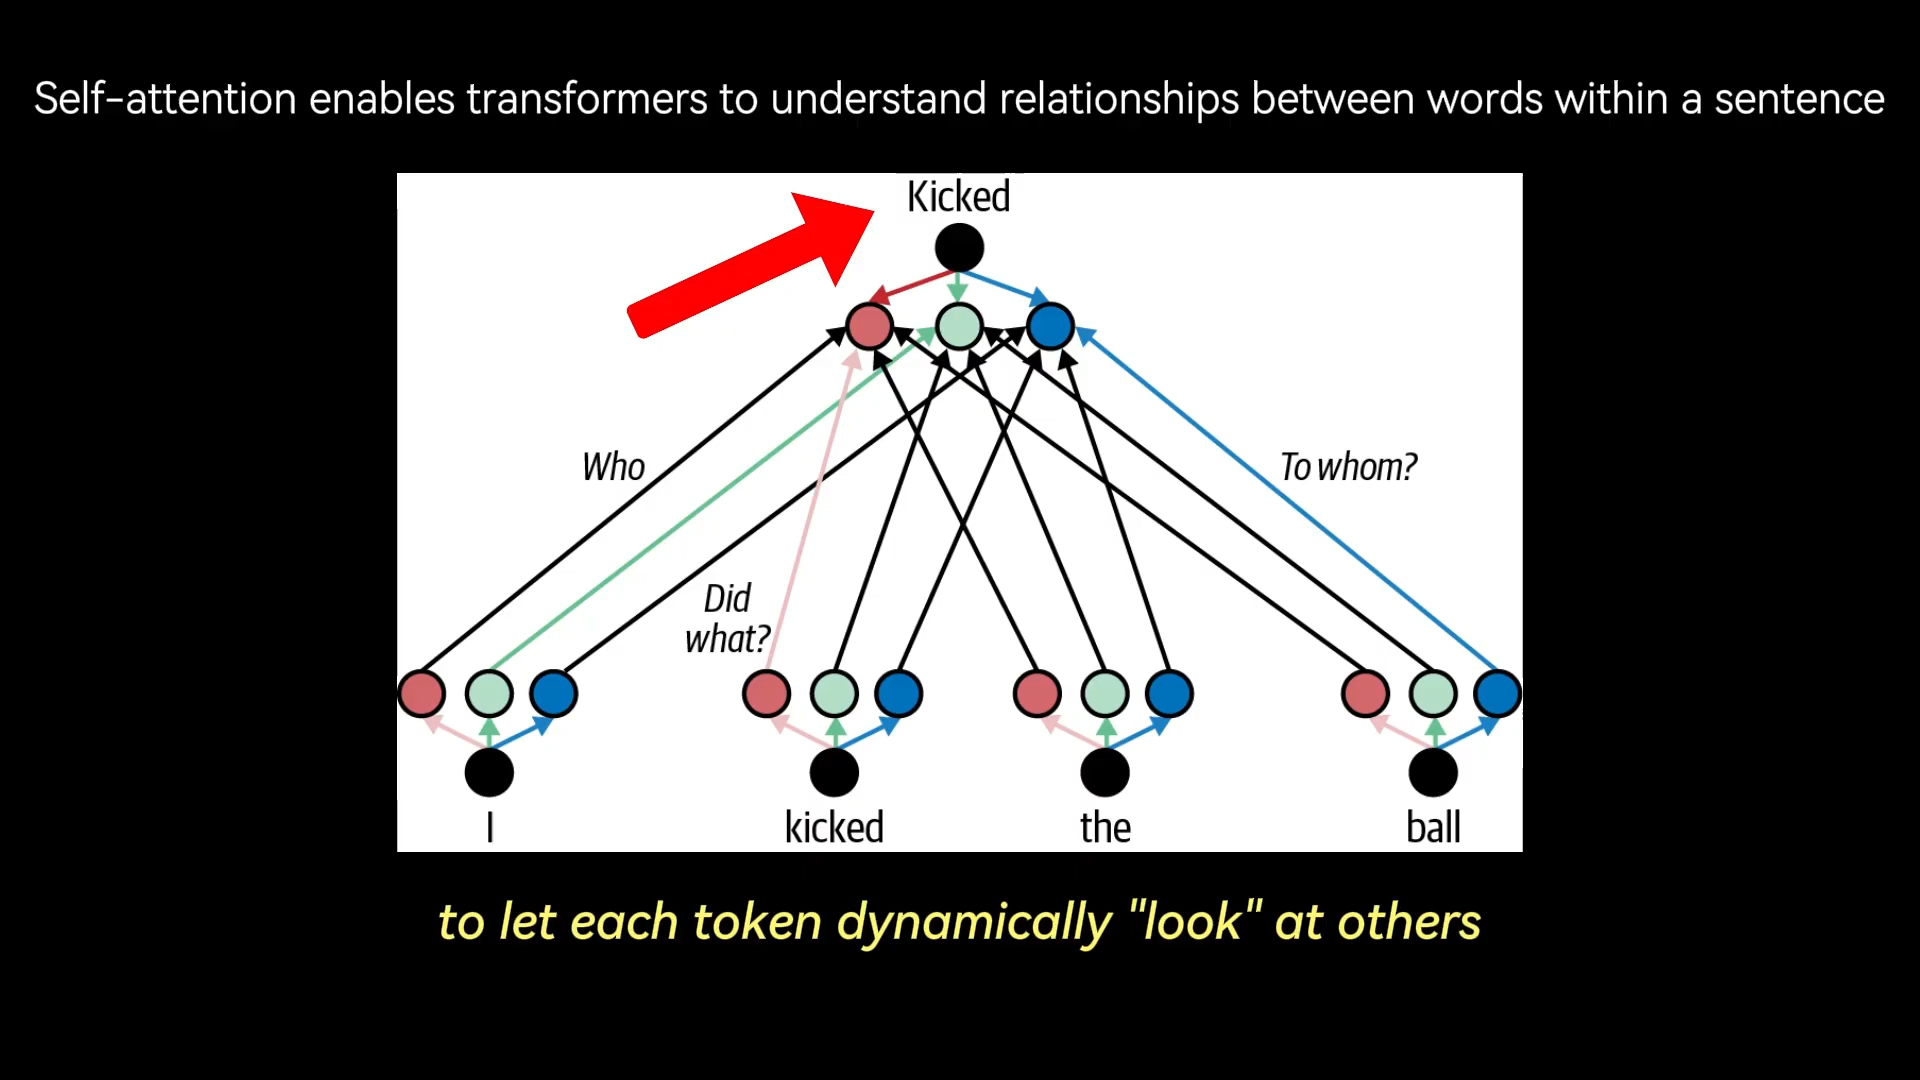 Self-attention enables transformers to understand relationships between words within a sentence
Kicked
Who
To whom?
Did
what?
I
kicked
the
ball
to let each token dynamically "look" at others